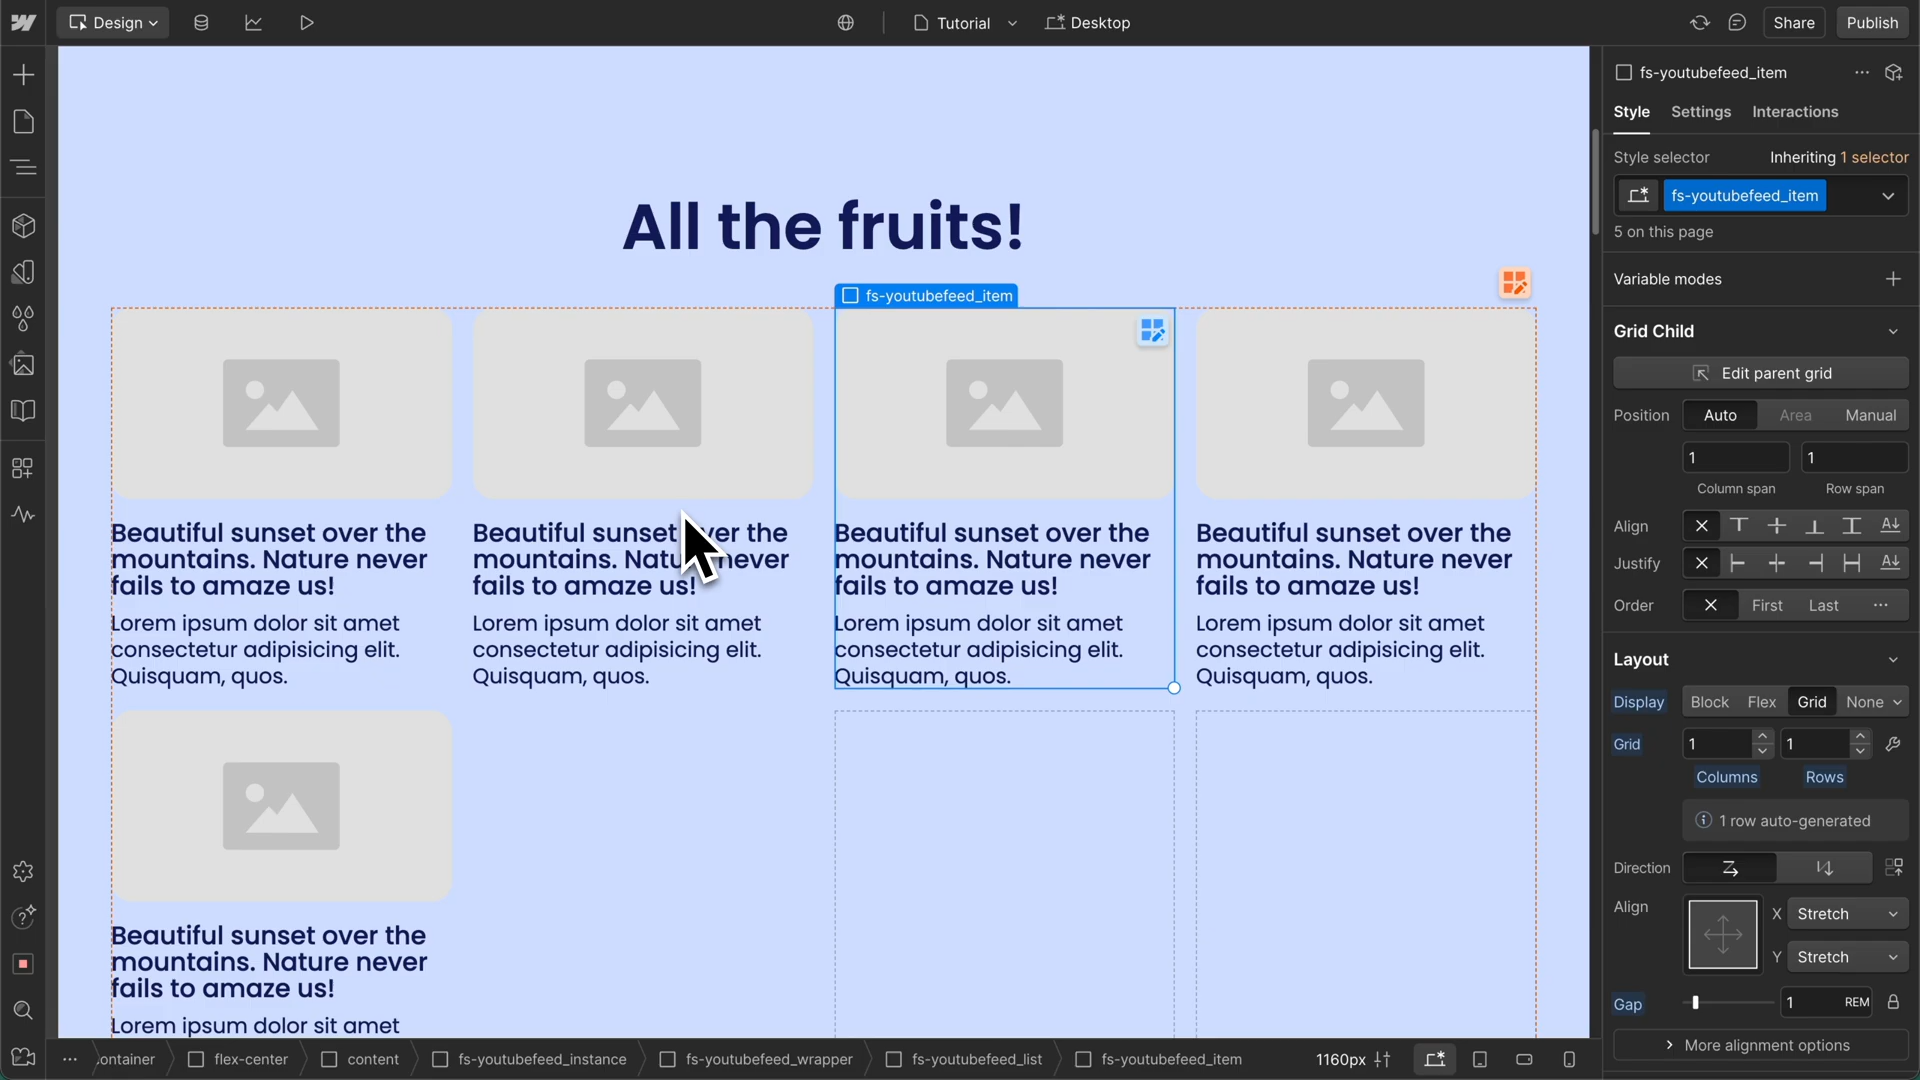 Design
Tutorial
Desktop
Share
Publish
All the fruits!
fs-youtubefeed_item
Beautiful sunset over the
mountains. Nature never
fails to amaze us!
Lorem ipsum dolor sit amet
consectetur adipisicing elit.
Quisquam, quos.
Beautiful sunset over the
mountains. Nature never
fails to amaze us!
Lorem ipsum dolor sit amet
consectetur adipisicing elit.
Quisquam, quos.
Beautiful sunset over the
mountains. Nature never
fails to amaze us!
Lorem ipsum dolor sit amet
consectetur adipisicing elit.
Quisquam, quos.
Beautiful sunset over the
mountains. Nature never
fails to amaze us!
Lorem ipsum dolor sit amet
consectetur adipisicing elit.
Quisquam, quos.
Beautiful sunset over the
mountains. Nature never
fails to amaze us!
Lorem ipsum dolor sit amet
fs-youtubefeed_item
Style Settings Interactions
Style selector Inheriting 1 selector
fs-youtubefeed_item
5 on this page
Variable modes
Grid Child
Edit parent grid
Position Auto Area Manual
1 1
Column span Row span
Align
Justify
Order First Last
Layout
Display Block Flex Grid None
Grid 1 1
Columns Rows
1 row auto-generated
Direction
Align X Stretch
Y Stretch
Gap 1 REM
More alignment options
ontainer flex-center content fs-youtubefeed_instance fs-youtubefeed_wrapper fs-youtubefeed_list fs-youtubefeed_item 1160px